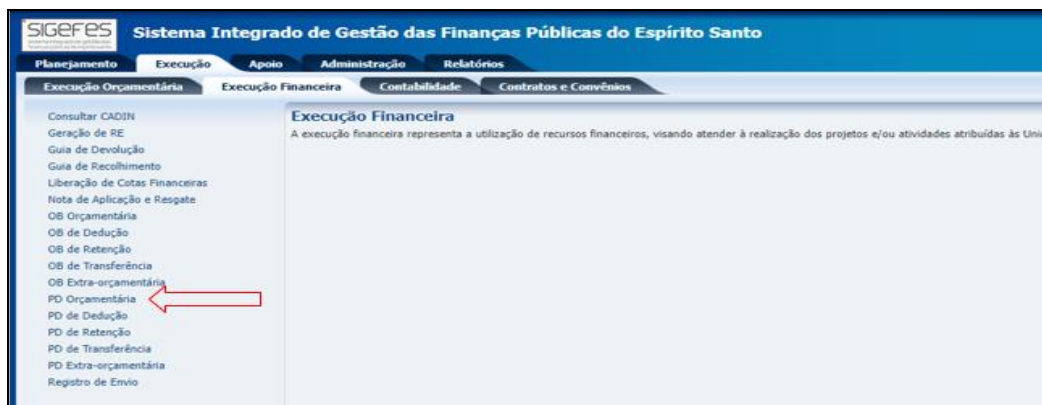 SIGEFES
Sistema Integrado de Gestão das Finanças Públicas do Espírito Santo
Planejamento Execução Apoio Administração Relatórios
Execução Orçamentária Execução Financeira Contabilidade Contratos e Convênios
Consultar CADIN
Geração de RE
Guia de Devolução
Guia de Recolhimento
Liberação de Cotas Financeiras
Nota de Aplicação e Resgate
OB Orçamentária
OB de Dedução
OB de Retenção
OB de Transferência
OB Extra-orçamentária
PD Orçamentária
PD de Dedução
PD de Retenção
PD de Transferência
PD Extra-orçamentária
Registro de Envio
Execução Financeira
A execução financeira representa a utilização de recursos financeiros, visando atender à realização dos projetos e/ou atividades atribuídas às Uni